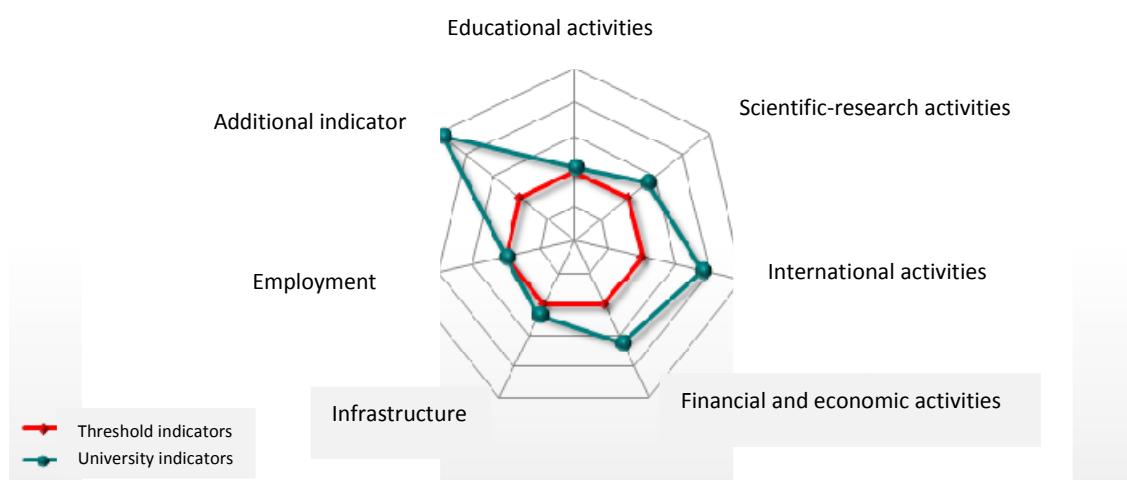 Educational activities
Scientific-research activities
Additional indicator
International activities
Employment
Financial and economic activities
Infrastructure
Threshold indicators
University indicators